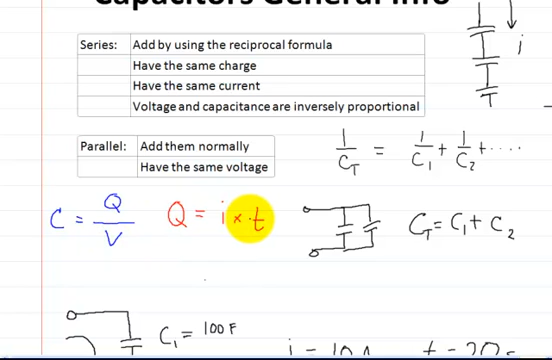 Capacitors General Info
Series: Add by using the reciprocal formula
Have the same charge
Have the same current
Voltage and capacitance are inversely proportional
i
Parallel: Add them normally
Have the same voltage
1/C_T = 1/C_1 + 1/C_2 + ....
C = Q/V
Q = i × t
C_T = C_1 + C_2
C_1 = 100 F
i = 10A
t = 20s